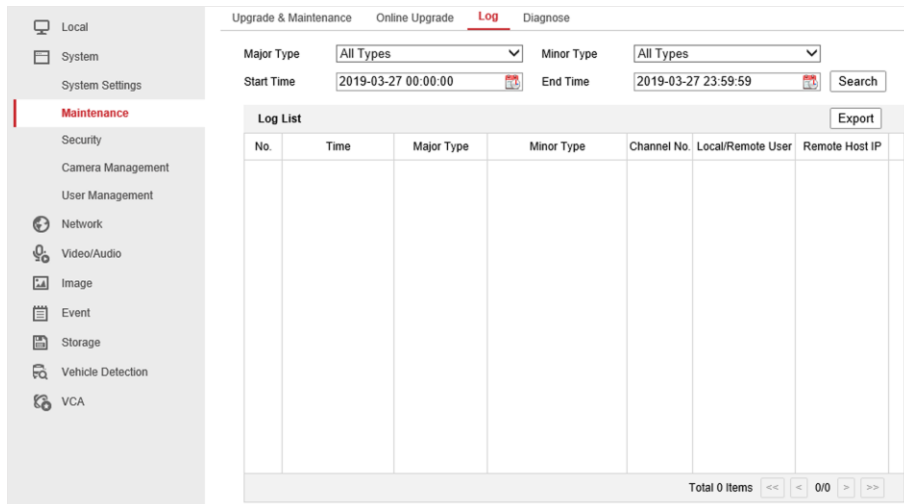 Upgrade & Maintenance Online Upgrade Log Diagnose
Local
System
System Settings
Maintenance
Security
Camera Management
User Management
Network
Video/Audio
Image
Event
Storage
Vehicle Detection
VCA
Major Type All Types Minor Type All Types
Start Time 2019-03-27 00:00:00 End Time 2019-03-27 23:59:59 Search
Log List Export
No. Time Major Type Minor Type Channel No. Local/Remote User Remote Host IP
Total 0 Items << < 0/0 > >>